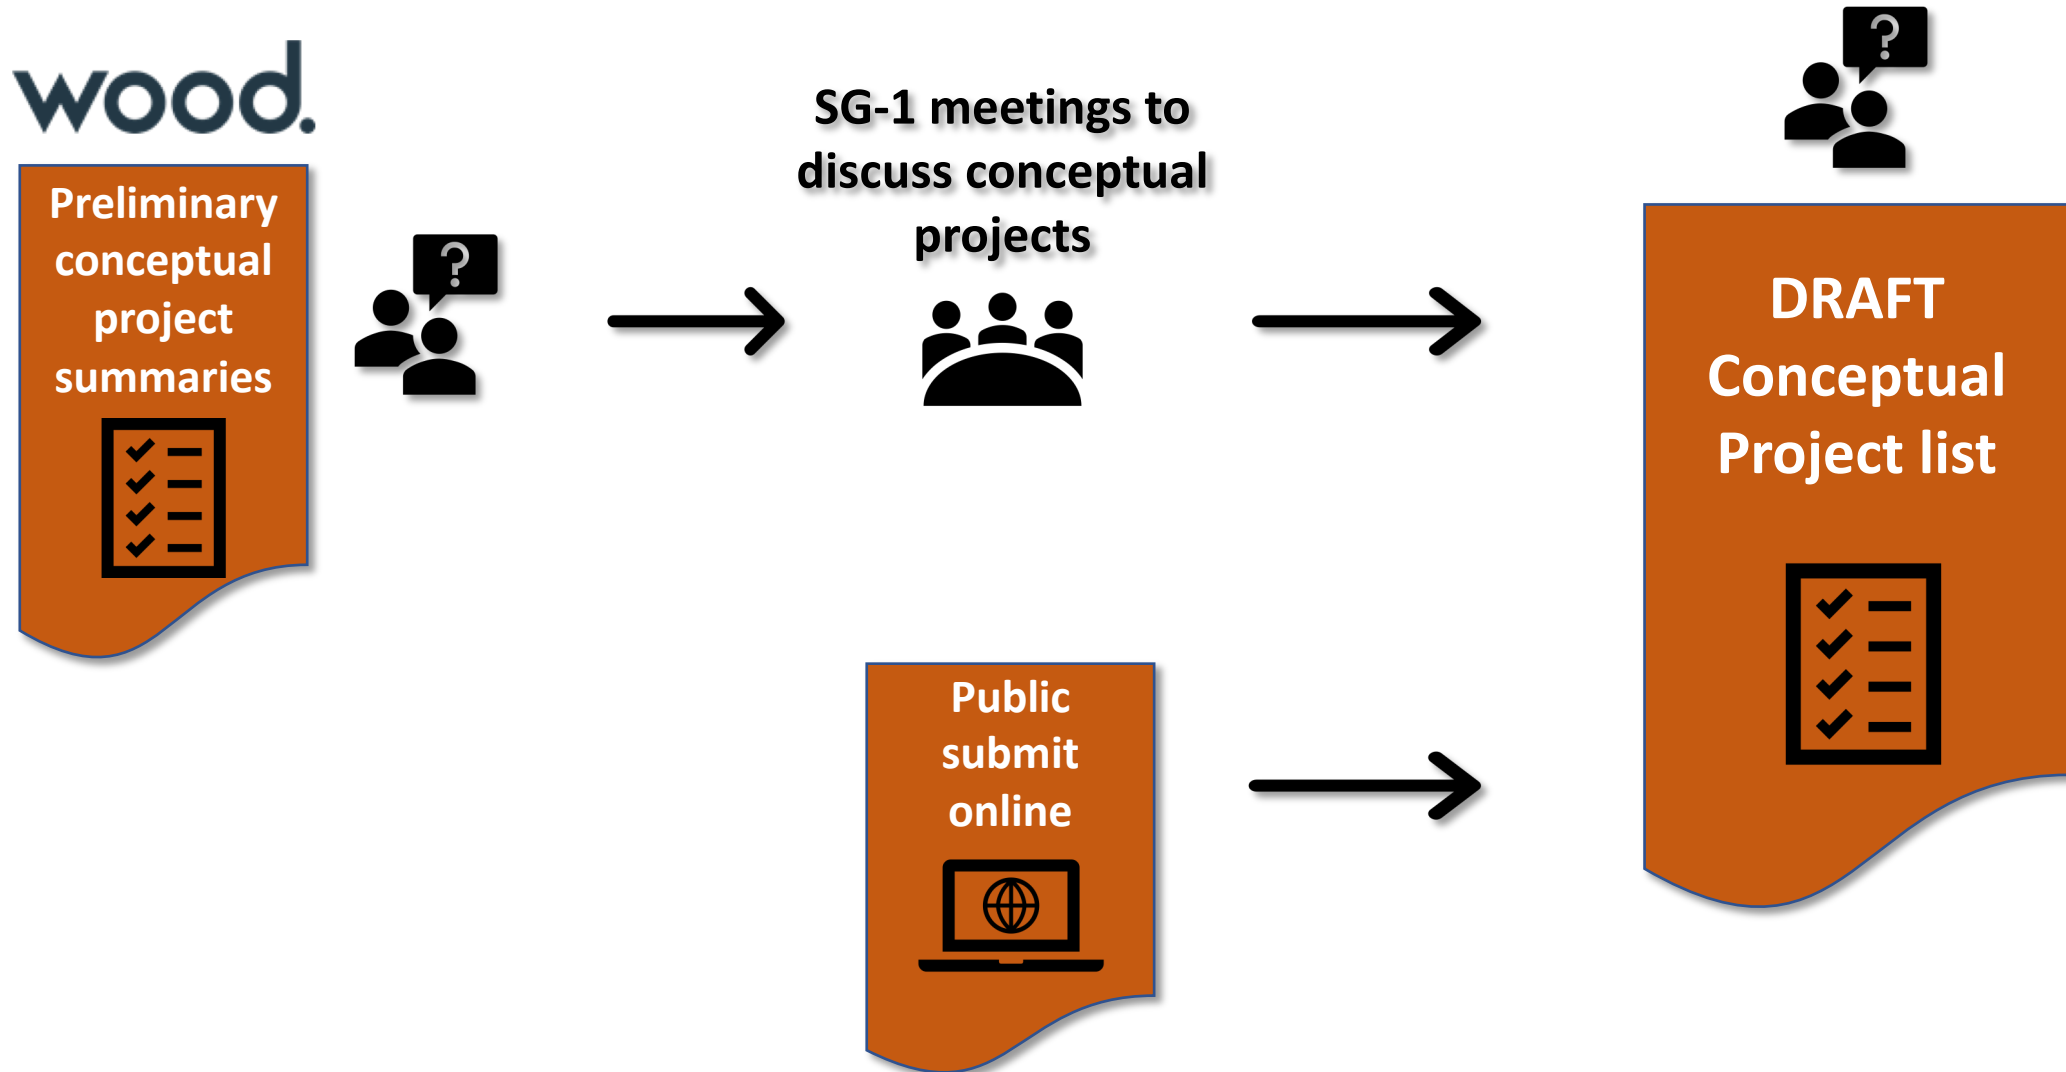 wood.
Preliminary
conceptual
project
summaries
?
SG-1 meetings to
discuss conceptual
projects
Public
submit
online
?
DRAFT
Conceptual
Project list